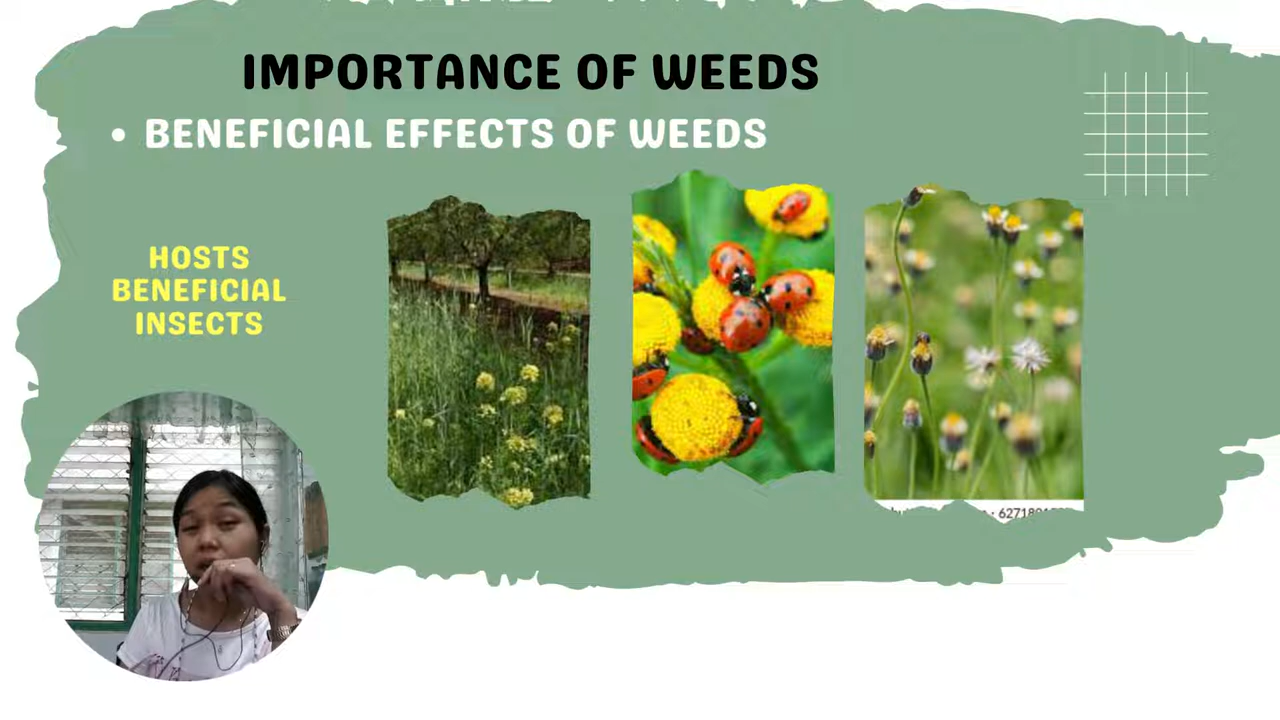 IMPORTANCE OF WEEDS
• BENEFICIAL EFFECTS OF WEEDS
HOSTS
BENEFICIAL
INSECTS